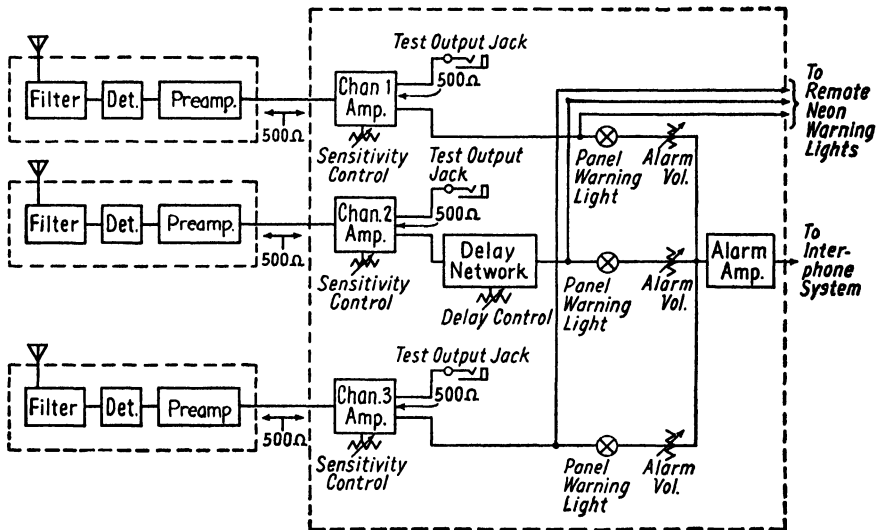 Test Output Jack
Filter
Det.
Preamp.
500Ω
Chan 1
Amp.
500Ω
Sensitivity
Control
To
Remote
Neon
Warning
Lights
Panel
Warning
Light
Alarm
Vol.
Test Output
Jack
Filter
Det.
Preamp.
500Ω
Chan.2
Amp.
500Ω
Sensitivity
Control
Delay
Network
Delay Control
Panel
Warning
Light
Alarm
Vol.
Alarm
Amp.
To
Inter-
phone
System
Test Output Jack
Filter
Det.
Preamp
500Ω
Chan.3
Amp.
500Ω
Sensitivity
Control
Panel
Warning
Light
Alarm
Vol.